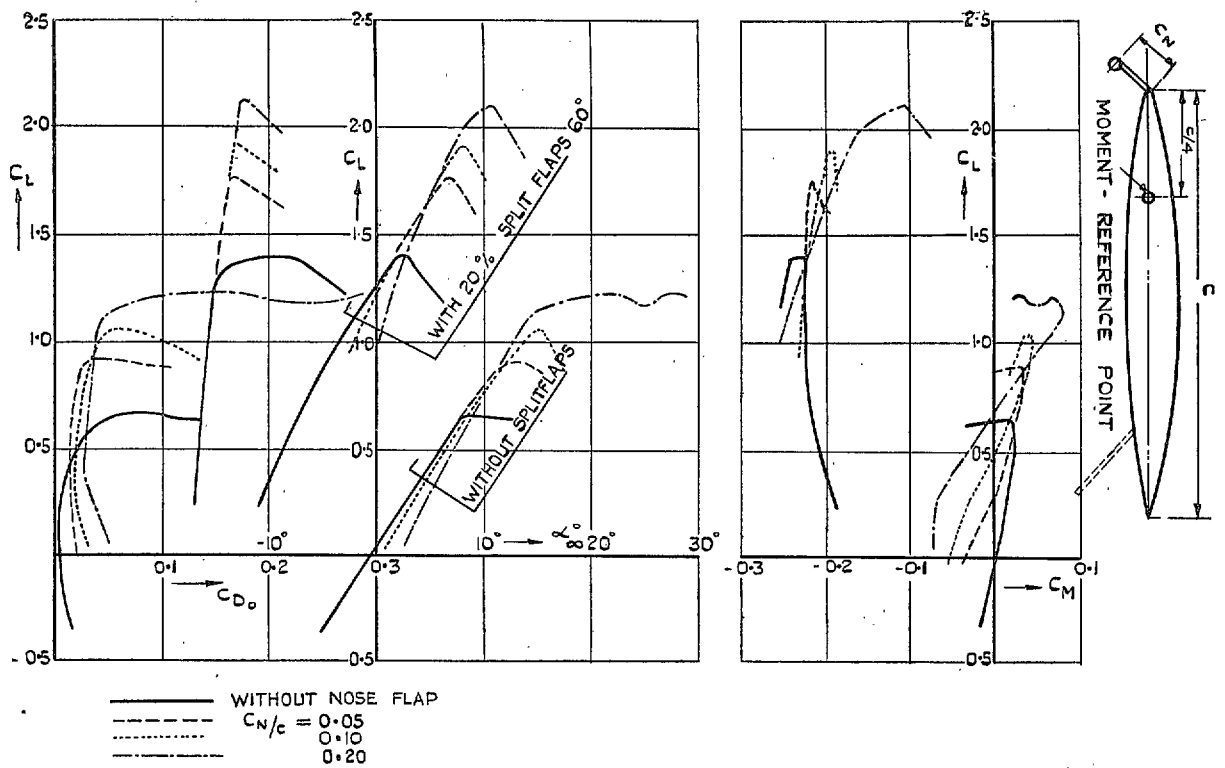 2.5
2.5
2.5
2.0
2.0
2.0
C_L
C_L
C_L
1.5
1.5
1.5
1.0
1.0
1.0
0.5
0.5
0.5
WITH 20% SPLIT FLAPS 60°
WITHOUT SPLITFLAPS
-10°
10°
α∞°
20°
30°
0.1
0.2
0.3
C_D₀
-0.5
-0.5
-0.3
-0.2
-0.1
C_M
0.1
0.5
C_N
C/4
C
MOMENT- REFERENCE POINT
WITHOUT NOSE FLAP
C_N/c = 0.05
0.10
0.20